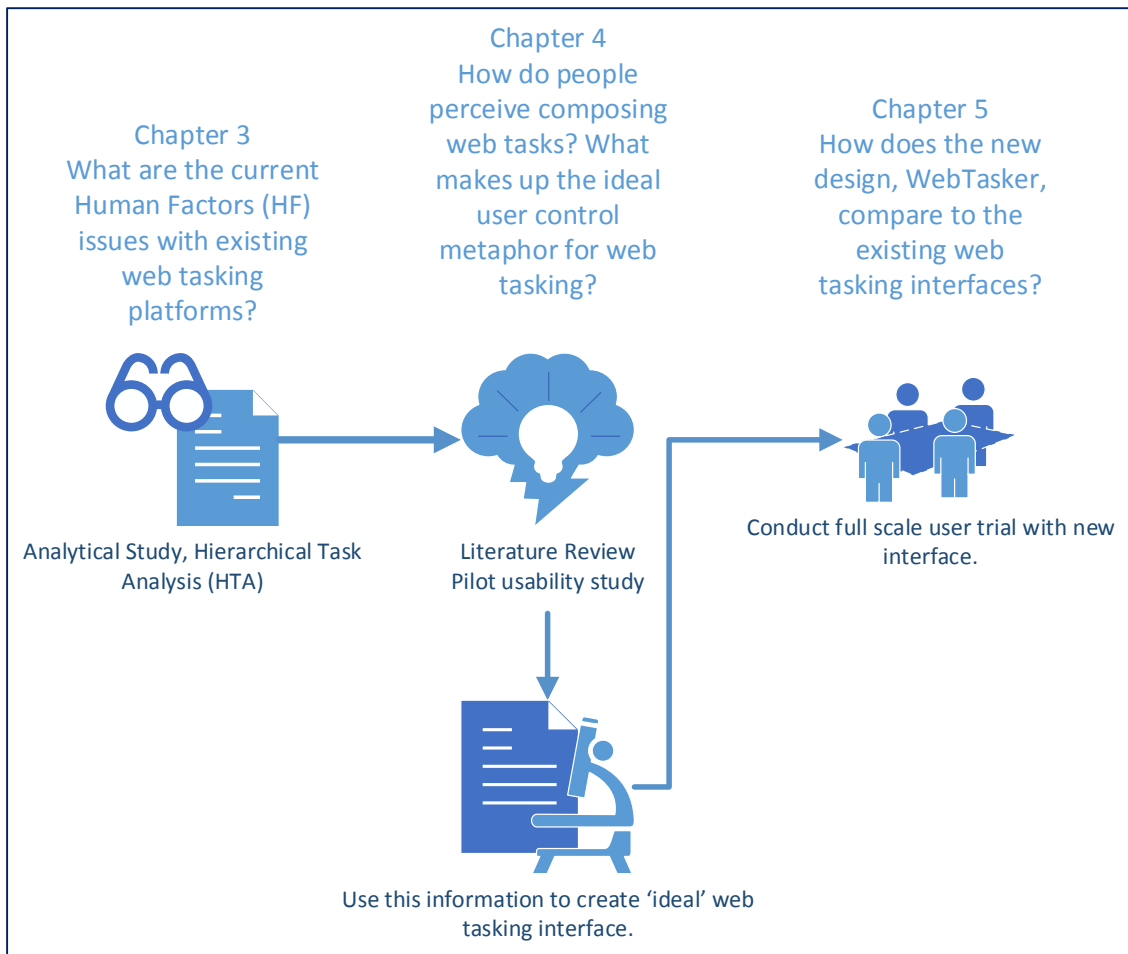 Chapter 3
What are the current
Human Factors (HF)
issues with existing
web tasking
platforms?
Analytical Study, Hierarchical Task
Analysis (HTA)
Chapter 4
How do people
perceive composing
web tasks? What
makes up the ideal
user control
metaphor for web
tasking?
Literature Review
Pilot usability study
Use this information to create ‘ideal’ web
tasking interface.
Chapter 5
How does the new
design, WebTasker,
compare to the
existing web
tasking interfaces?
Conduct full scale user trial with new
interface.